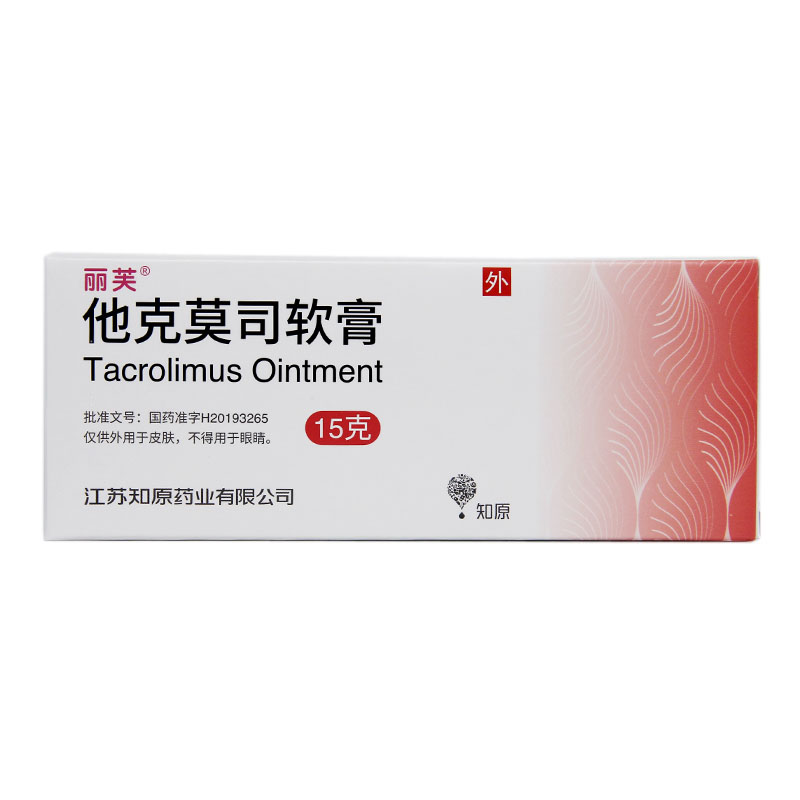 丽芙®
外
他克莫司软膏
Tacrolimus Ointment
批准文号：国药准字H20193265
仅供外用于皮肤，不得用于眼睛。
15克
江苏知原药业有限公司
知原